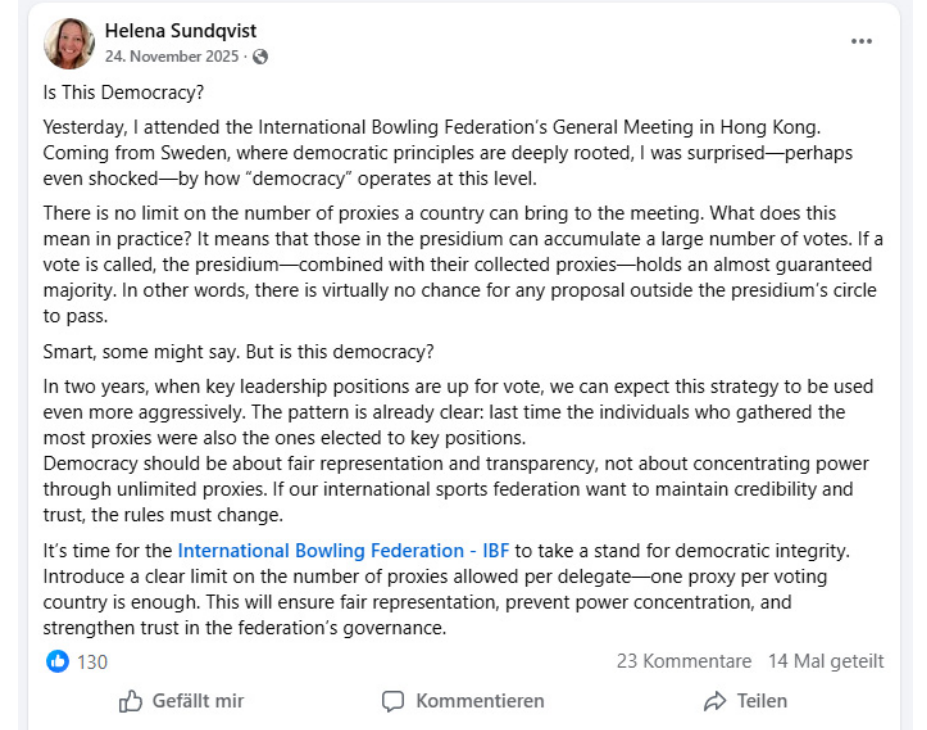 Helena Sundqvist
24. November 2025 ·
Is This Democracy?
Yesterday, I attended the International Bowling Federation's General Meeting in Hong Kong.
Coming from Sweden, where democratic principles are deeply rooted, I was surprised—perhaps
even shocked—by how “democracy” operates at this level.
There is no limit on the number of proxies a country can bring to the meeting. What does this
mean in practice? It means that those in the presidium can accumulate a large number of votes. If a
vote is called, the presidium—combined with their collected proxies—holds an almost guaranteed
majority. In other words, there is virtually no chance for any proposal outside the presidium's circle
to pass.
Smart, some might say. But is this democracy?
In two years, when key leadership positions are up for vote, we can expect this strategy to be used
even more aggressively. The pattern is already clear: last time the individuals who gathered the
most proxies were also the ones elected to key positions.
Democracy should be about fair representation and transparency, not about concentrating power
through unlimited proxies. If our international sports federation want to maintain credibility and
trust, the rules must change.
It's time for the International Bowling Federation - IBF to take a stand for democratic integrity.
Introduce a clear limit on the number of proxies allowed per delegate—one proxy per voting
country is enough. This will ensure fair representation, prevent power concentration, and
strengthen trust in the federation's governance.
130 23 Kommentare 14 Mal geteilt
Gefällt mir Kommentieren Teilen